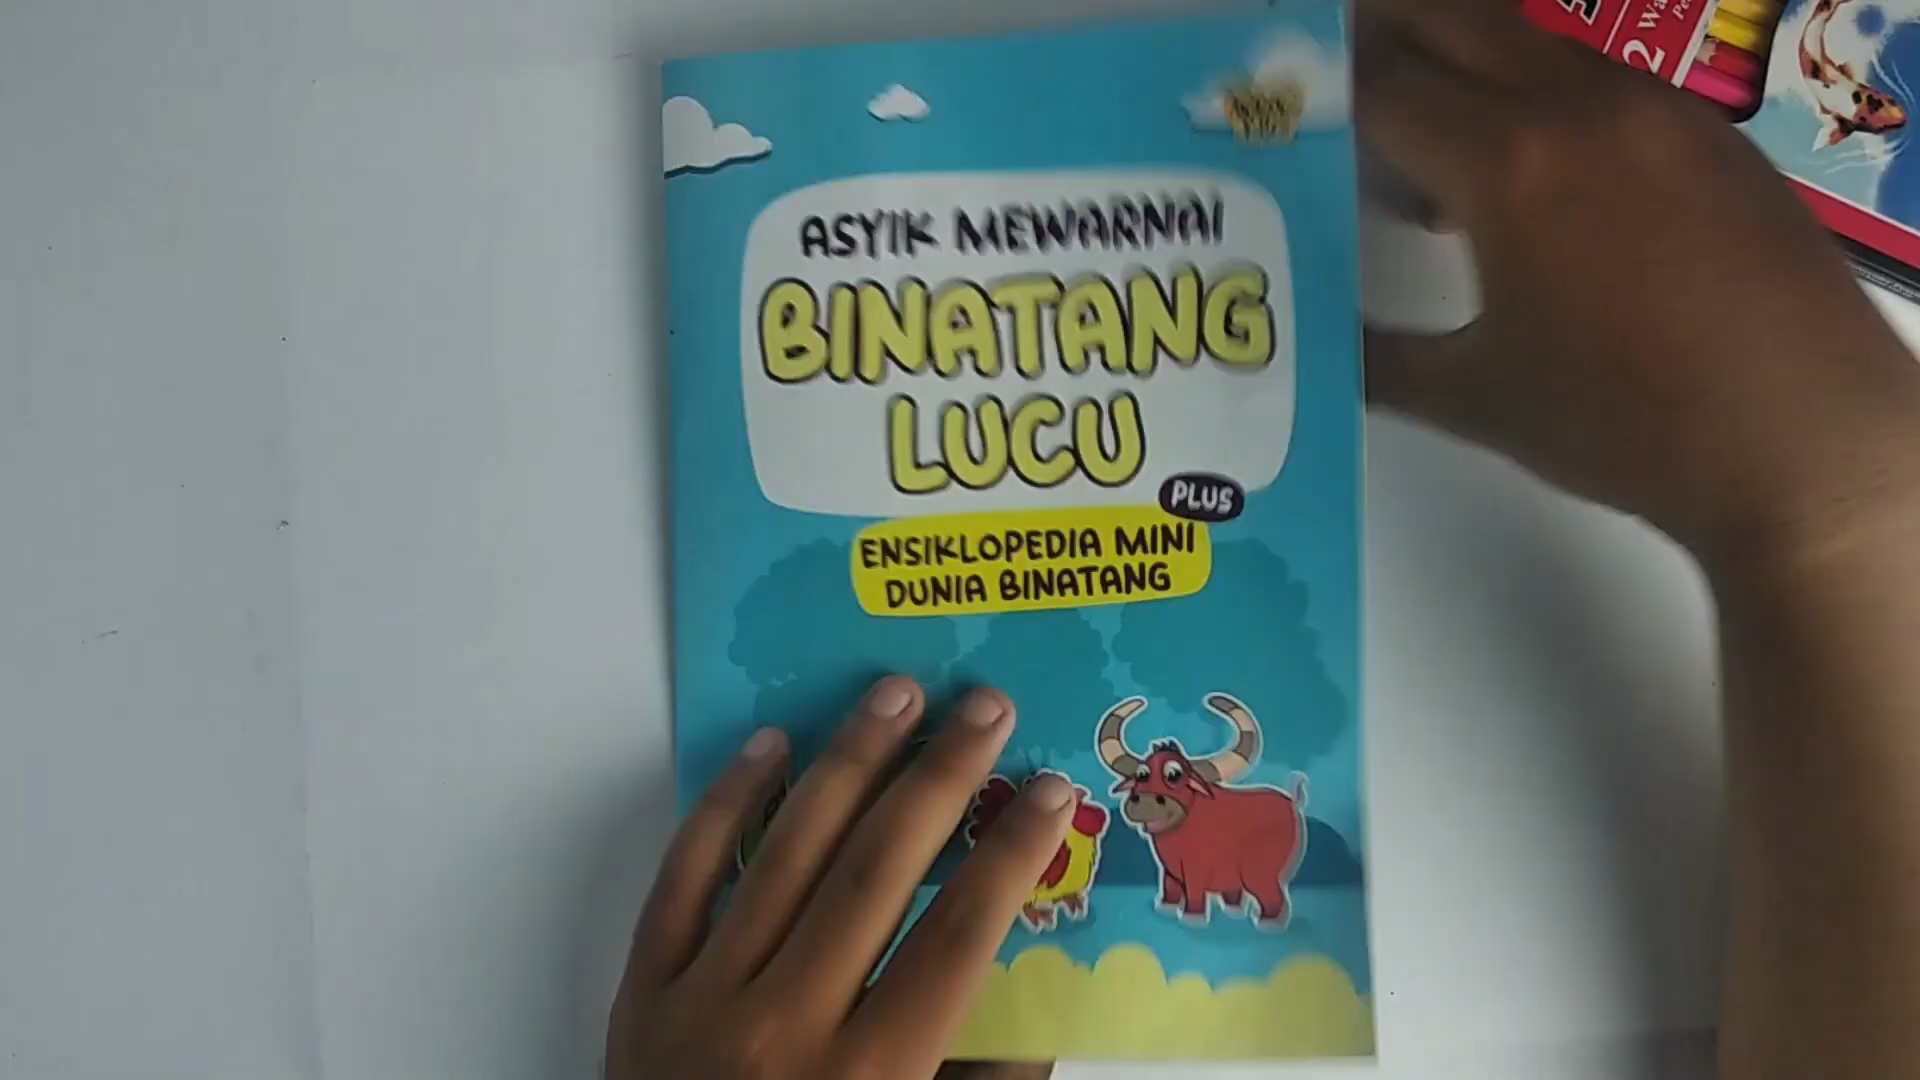 ASYIK MEWARNAI
BINATANG
LUCU
PLUS
ENSIKLOPEDIA MINI
DUNIA BINATANG